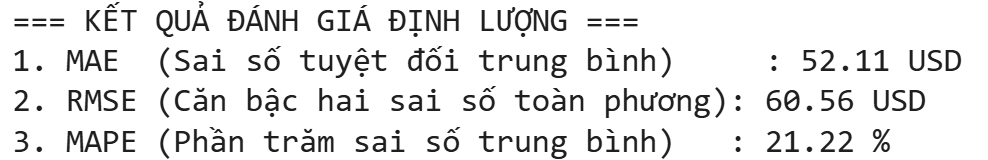 === KẾT QUẢ ĐÁNH GIÁ ĐỊNH LƯỢNG ===
1. MAE  (Sai số tuyệt đối trung bình)     : 52.11 USD
2. RMSE (Căn bậc hai sai số toàn phương): 60.56 USD
3. MAPE (Phần trăm sai số trung bình)   : 21.22 %